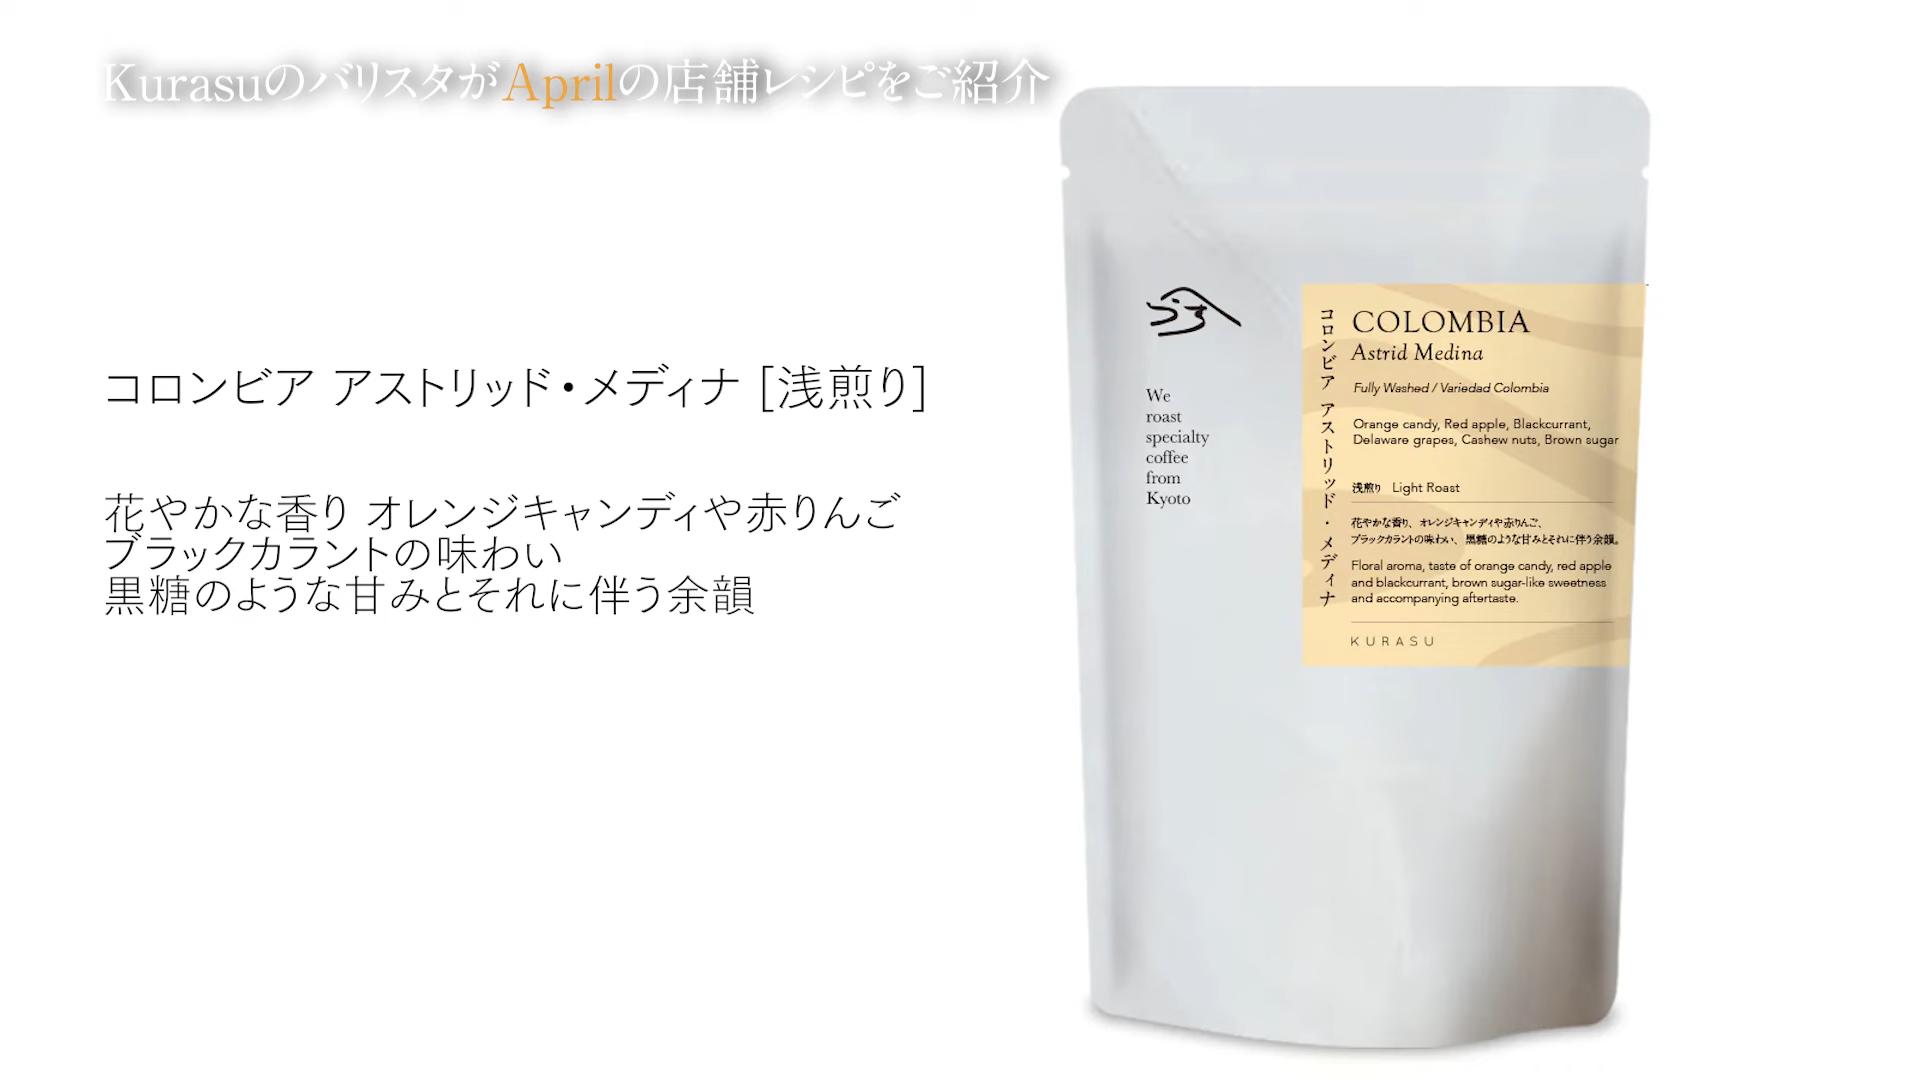 KurasuのバリスタがAprilの店舗レシピをご紹介
コロンビア アストリッド・メディナ [浅煎り]
花やかな香り オレンジキャンディや赤りんご
ブラックカラントの味わい
黒糖のような甘みとそれに伴う余韻
くらす
We
roast
specialty
coffee
from
Kyoto
コロンビア アストリッド・メディナ
COLOMBIA
Astrid Medina
Fully Washed / Variedad Colombia
Orange candy, Red apple, Blackcurrant,
Delaware grapes, Cashew nuts, Brown sugar
浅煎り Light Roast
花やかな香り、オレンジキャンディや赤りんご、
ブラックカラントの味わい、黒糖のような甘みとそれに伴う余韻。
Floral aroma, taste of orange candy, red apple
and blackcurrant, brown sugar-like sweetness
and accompanying aftertaste.
KURASU